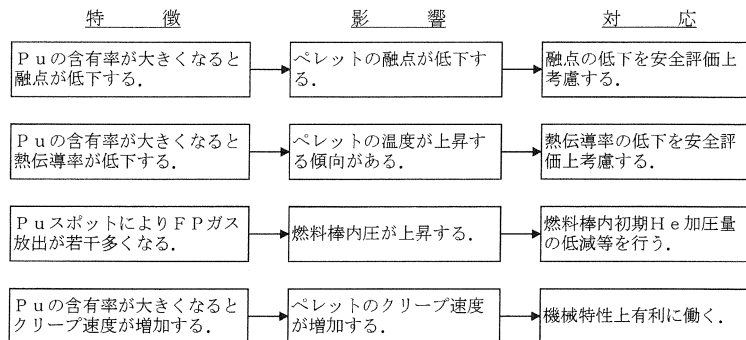 特　徴
影　響
対　応
Ｐｕの含有率が大きくなると
融点が低下する．
ペレットの融点が低下す
る．
融点の低下を安全評価上
考慮する．
Ｐｕの含有率が大きくなると
熱伝導率が低下する．
ペレットの温度が上昇す
る傾向がある．
熱伝導率の低下を安全評
価上考慮する．
ＰｕスポットによりＦＰガス
放出が若干多くなる．
燃料棒内圧が上昇する．
燃料棒内初期Ｈｅ加圧量
の低減等を行う．
Ｐｕの含有率が大きくなると
クリープ速度が増加する．
ペレットのクリープ速度
が増加する．
機械特性上有利に働く．